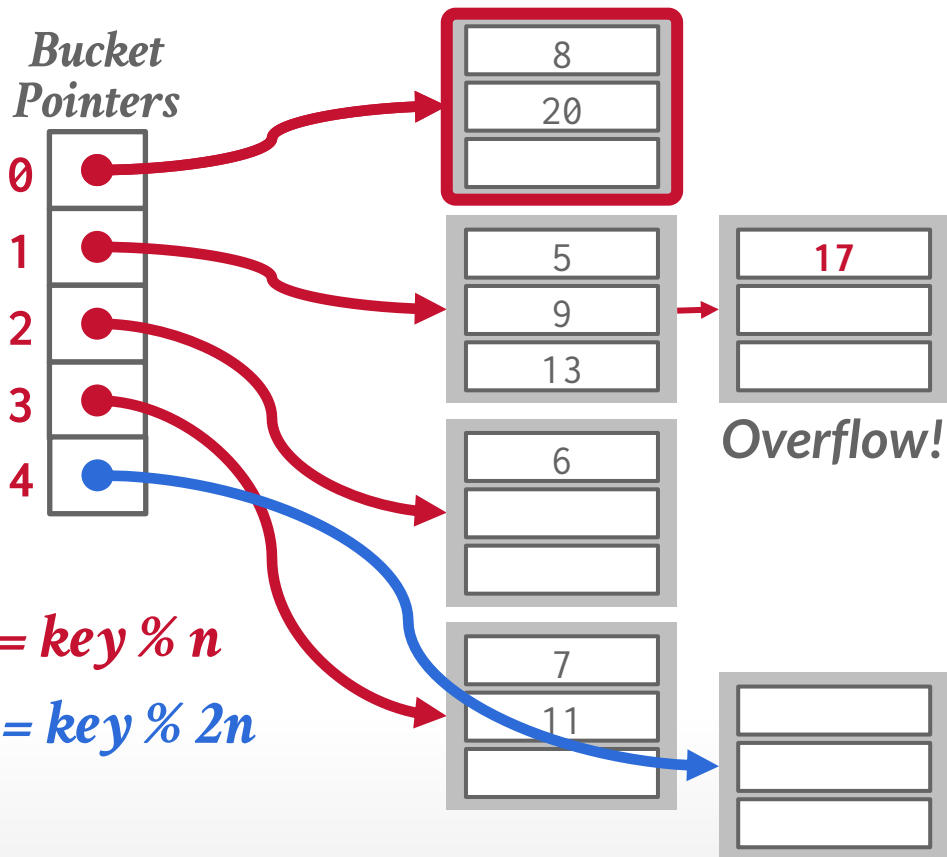 Bucket
Pointers
0
1
2
3
4
8
20
5
9
13
17
Overflow!
6
7
11
= key % n
= key % 2n